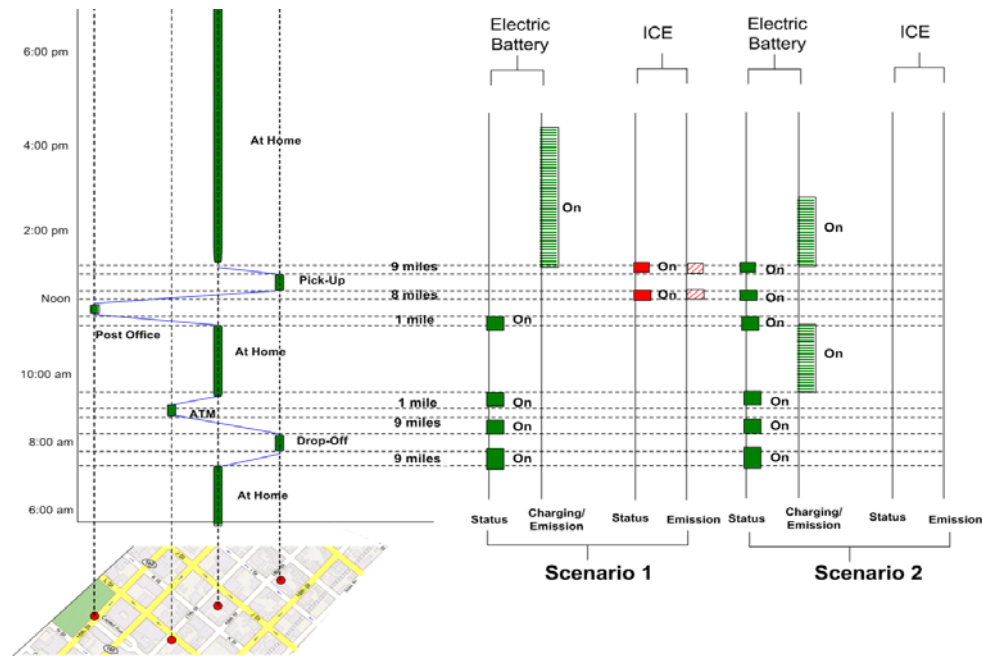 Electric
Battery
ICE
Electric
Battery
ICE
6:00 pm
4:00 pm
At Home
On
2:00 pm
On
9 miles
On
On
Pick-Up
Noon
8 miles
On
On
1 mile
On
On
Post Office
At Home
On
10:00 am
1 mile
On
On
ATM
9 miles
On
On
8:00 am
Drop-Off
9 miles
On
On
At Home
6:00 am
Status
Charging/
Emission
Status
Emission
Status
Charging/
Emission
Status
Emission
Scenario 1
Scenario 2